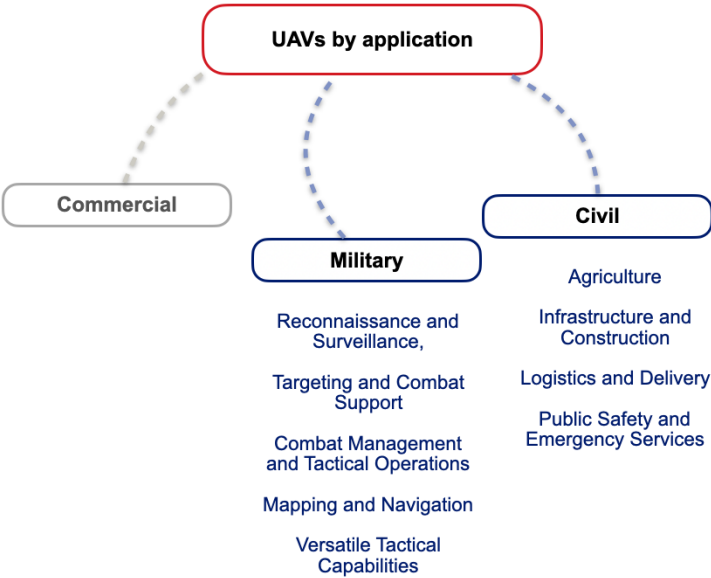 UAVs by application
Commercial
Military
Reconnaissance and
Surveillance,
Targeting and Combat
Support
Combat Management
and Tactical Operations
Mapping and Navigation
Versatile Tactical
Capabilities
Civil
Agriculture
Infrastructure and
Construction
Logistics and Delivery
Public Safety and
Emergency Services